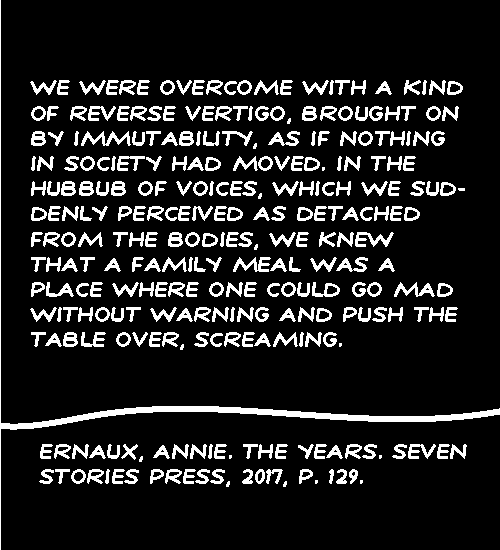 WE WERE OVERCOME WITH A KIND
OF REVERSE VERTIGO, BROUGHT ON
BY IMMUTABILITY, AS IF NOTHING
IN SOCIETY HAD MOVED. IN THE
HUBBUB OF VOICES, WHICH WE SUD-
DENLY PERCEIVED AS DETACHED
FROM THE BODIES, WE KNEW
THAT A FAMILY MEAL WAS A
PLACE WHERE ONE COULD GO MAD
WITHOUT WARNING AND PUSH THE
TABLE OVER, SCREAMING.
ERNAUX, ANNIE. THE YEARS. SEVEN
STORIES PRESS, 2017, P. 129.